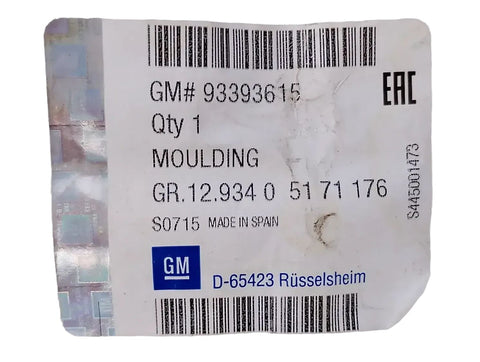 GM# 93393615
EAC
Qty 1
MOULDING
GR.12.934 0 51 71 176
S0715 MADE IN SPAIN
S445001473
GM
D-65423 Rüsselsheim